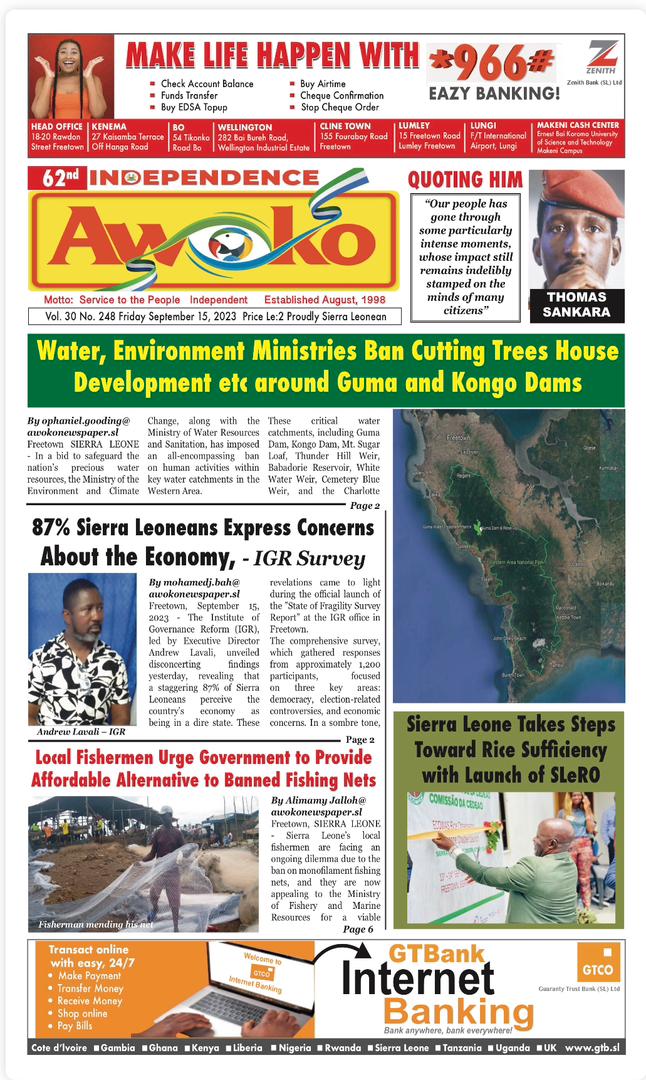 MAKE LIFE HAPPEN WITH *966#
EAZY BANKING!
ZENITH
Zenith Bank (SL) Ltd
Check Account Balance
Funds Transfer
Buy EDSA Topup
Buy Airtime
Cheque Confirmation
Stop Cheque Order
HEAD OFFICE
18-20 Rawdon
Street Freetown
KENEMA
27 Kaisamba Terrace
Off Hanga Road
BO
54 Tikonko
Road Bo
WELLINGTON
282 Bai Bureh Road,
Wellington Industrial Estate
CLINE TOWN
155 Fourabay Road
Freetown
LUMLEY
15 Freetown Road
Lumley Freetown
LUNGI
F/T International
Airport, Lungi
MAKENI CASH CENTER
Ernest Bai Koroma University
of Science and Technology
Makeni Campus
62nd INDEPENDENCE
Awoko
Motto: Service to the People Independent Established August, 1998
Vol. 30 No. 248 Friday September 15, 2023 Price Le:2 Proudly Sierra Leonean
QUOTING HIM
“Our people has
gone through
some particularly
intense moments,
whose impact still
remains indelibly
stamped on the
minds of many
citizens”
THOMAS
SANKARA
Water, Environment Ministries Ban Cutting Trees House
Development etc around Guma and Kongo Dams
By ophaniel.gooding@
awokonewspaper.sl
Freetown SIERRA LEONE
- In a bid to safeguard the
nation's precious water
resources, the Ministry of the
Environment and Climate
Change, along with the
Ministry of Water Resources
and Sanitation, has imposed
an all-encompassing ban
on human activities within
key water catchments in the
Western Area.
These critical water
catchments, including Guma
Dam, Kongo Dam, Mt. Sugar
Loaf, Thunder Hill Weir,
Babadorie Reservoir, White
Water Weir, Cemetery Blue
Weir, and the Charlotte
Page 2
Freetown
87% Sierra Leoneans Express Concerns
About the Economy, - IGR Survey
Andrew Lavali – IGR
By mohamedj.bah@
awokonewspaper.sl
Freetown, September 15,
2023 - The Institute of
Governance Reform (IGR),
led by Executive Director
Andrew Lavali, unveiled
disconcerting findings
yesterday, revealing that
a staggering 87% of Sierra
Leoneans perceive the
country's economy as
being in a dire state. These
revelations came to light
during the official launch of
the "State of Fragility Survey
Report" at the IGR office in
Freetown.
The comprehensive survey,
which gathered responses
from approximately 1,200
participants, focused
on three key areas:
democracy, election-related
controversies, and economic
concerns. In a sombre tone,
Page 2
Local Fishermen Urge Government to Provide
Affordable Alternative to Banned Fishing Nets
Fisherman mending his net
By Alimamy Jalloh@
awokonewspaper.sl
Freetown, SIERRA LEONE
- Sierra Leone's local
fishermen are facing an
ongoing dilemma due to the
ban on monofilament fishing
nets, and they are now
appealing to the Ministry
of Fishery and Marine
Resources for a viable
Page 6
Sierra Leone Takes Steps
Toward Rice Sufficiency
with Launch of SLeRO
COMISSÃO DA CEDEAO
Transact online
with easy, 24/7
Make Payment
Transfer Money
Receive Money
Shop online
Pay Bills
Welcome to
GTCO
Internet Banking
GTBank
Internet
Banking
Bank anywhere, bank everywhere!
GTCO
Guaranty Trust Bank (SL) Ltd
Cote d'Ivoire Gambia Ghana Kenya Liberia Nigeria Rwanda Sierra Leone Tanzania Uganda UK www.gtb.sl